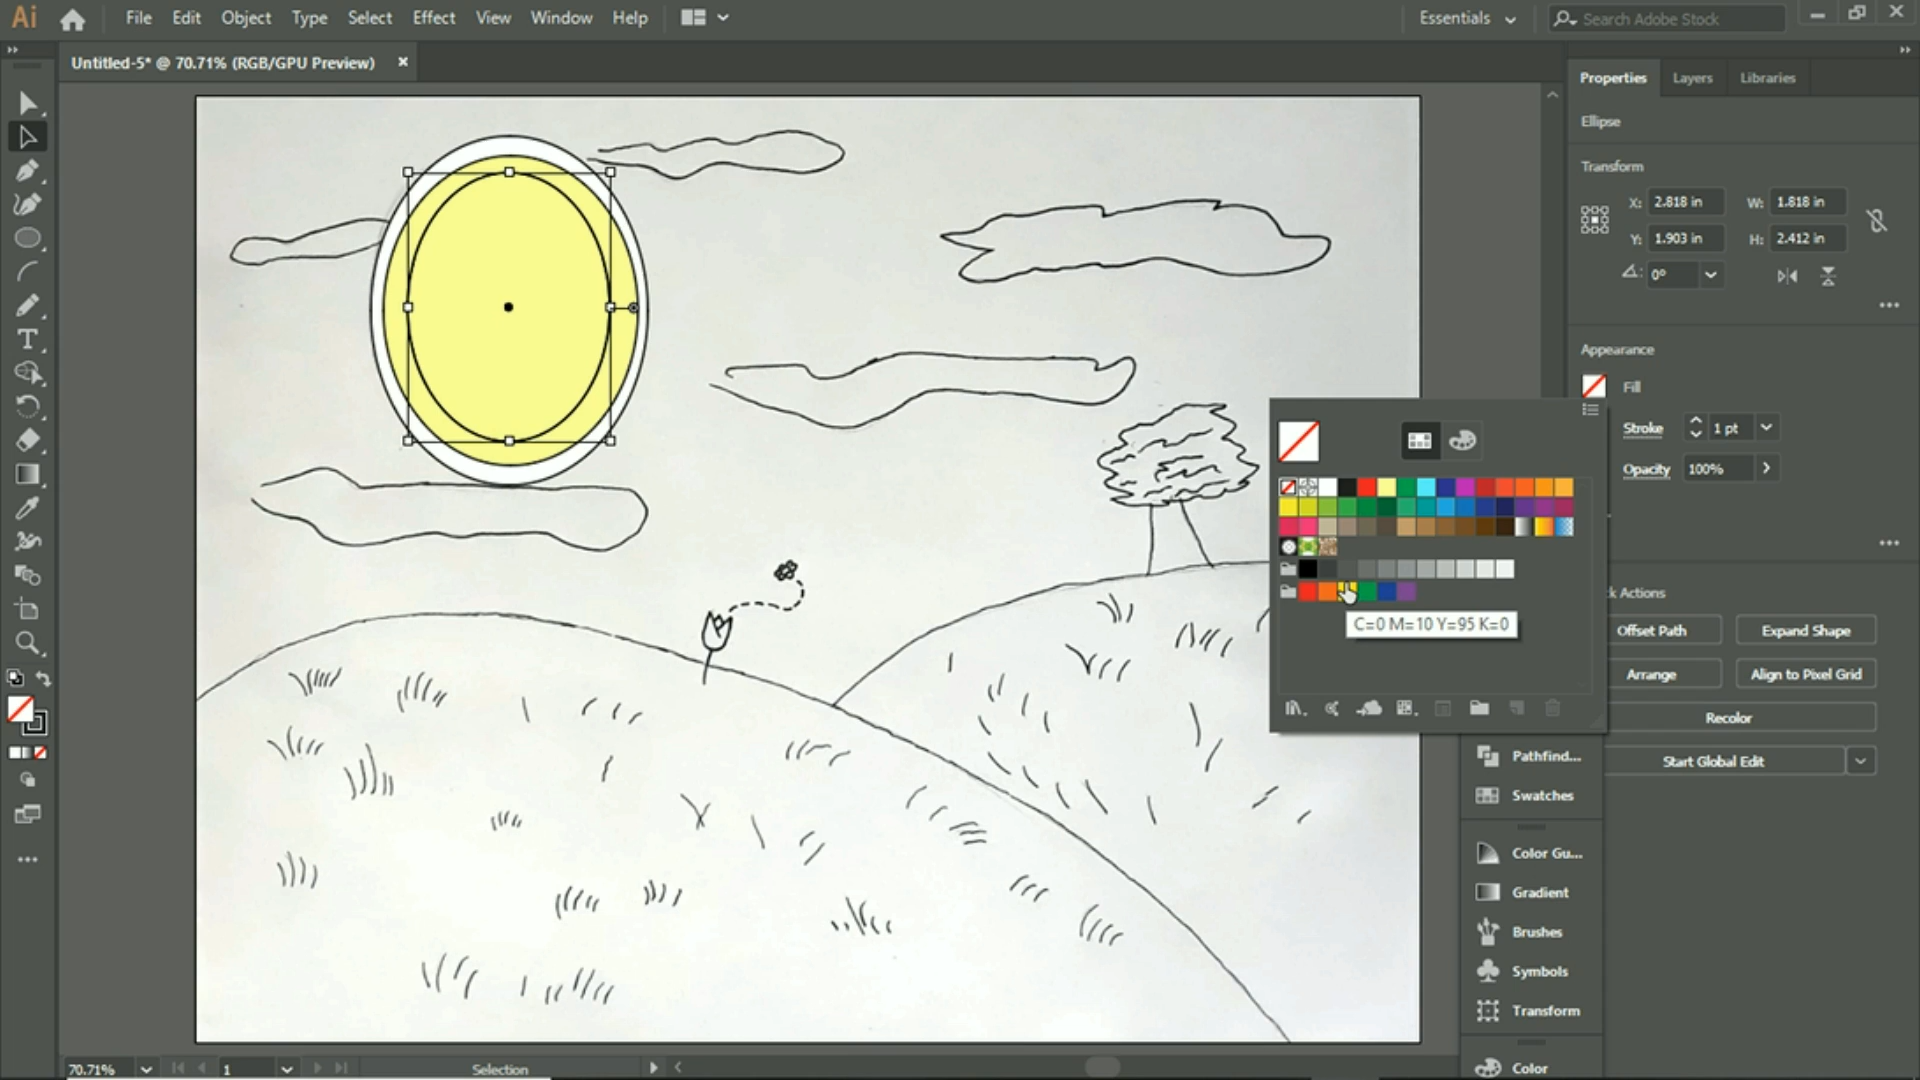 Ai File Edit Object Type Select Effect View Window Help Essentials Search Adobe Stock
Untitled-5* @ 70.71% (RGB/GPU Preview)
Properties Layers Libraries
Ellipse
Transform
X: 2.818 in W: 1.818 in
Y: 1.903 in H: 2.412 in
0°
Appearance
Fill
Stroke 1 pt
Opacity 100%
k Actions
C=0 M=10 Y=95 K=0
Offset Path Expand Shape
Arrange Align to Pixel Grid
Recolor
Start Global Edit
Pathfind...
Swatches
Color Gu...
Gradient
Brushes
Symbols
Transform
Color
70.71% 1 Selection